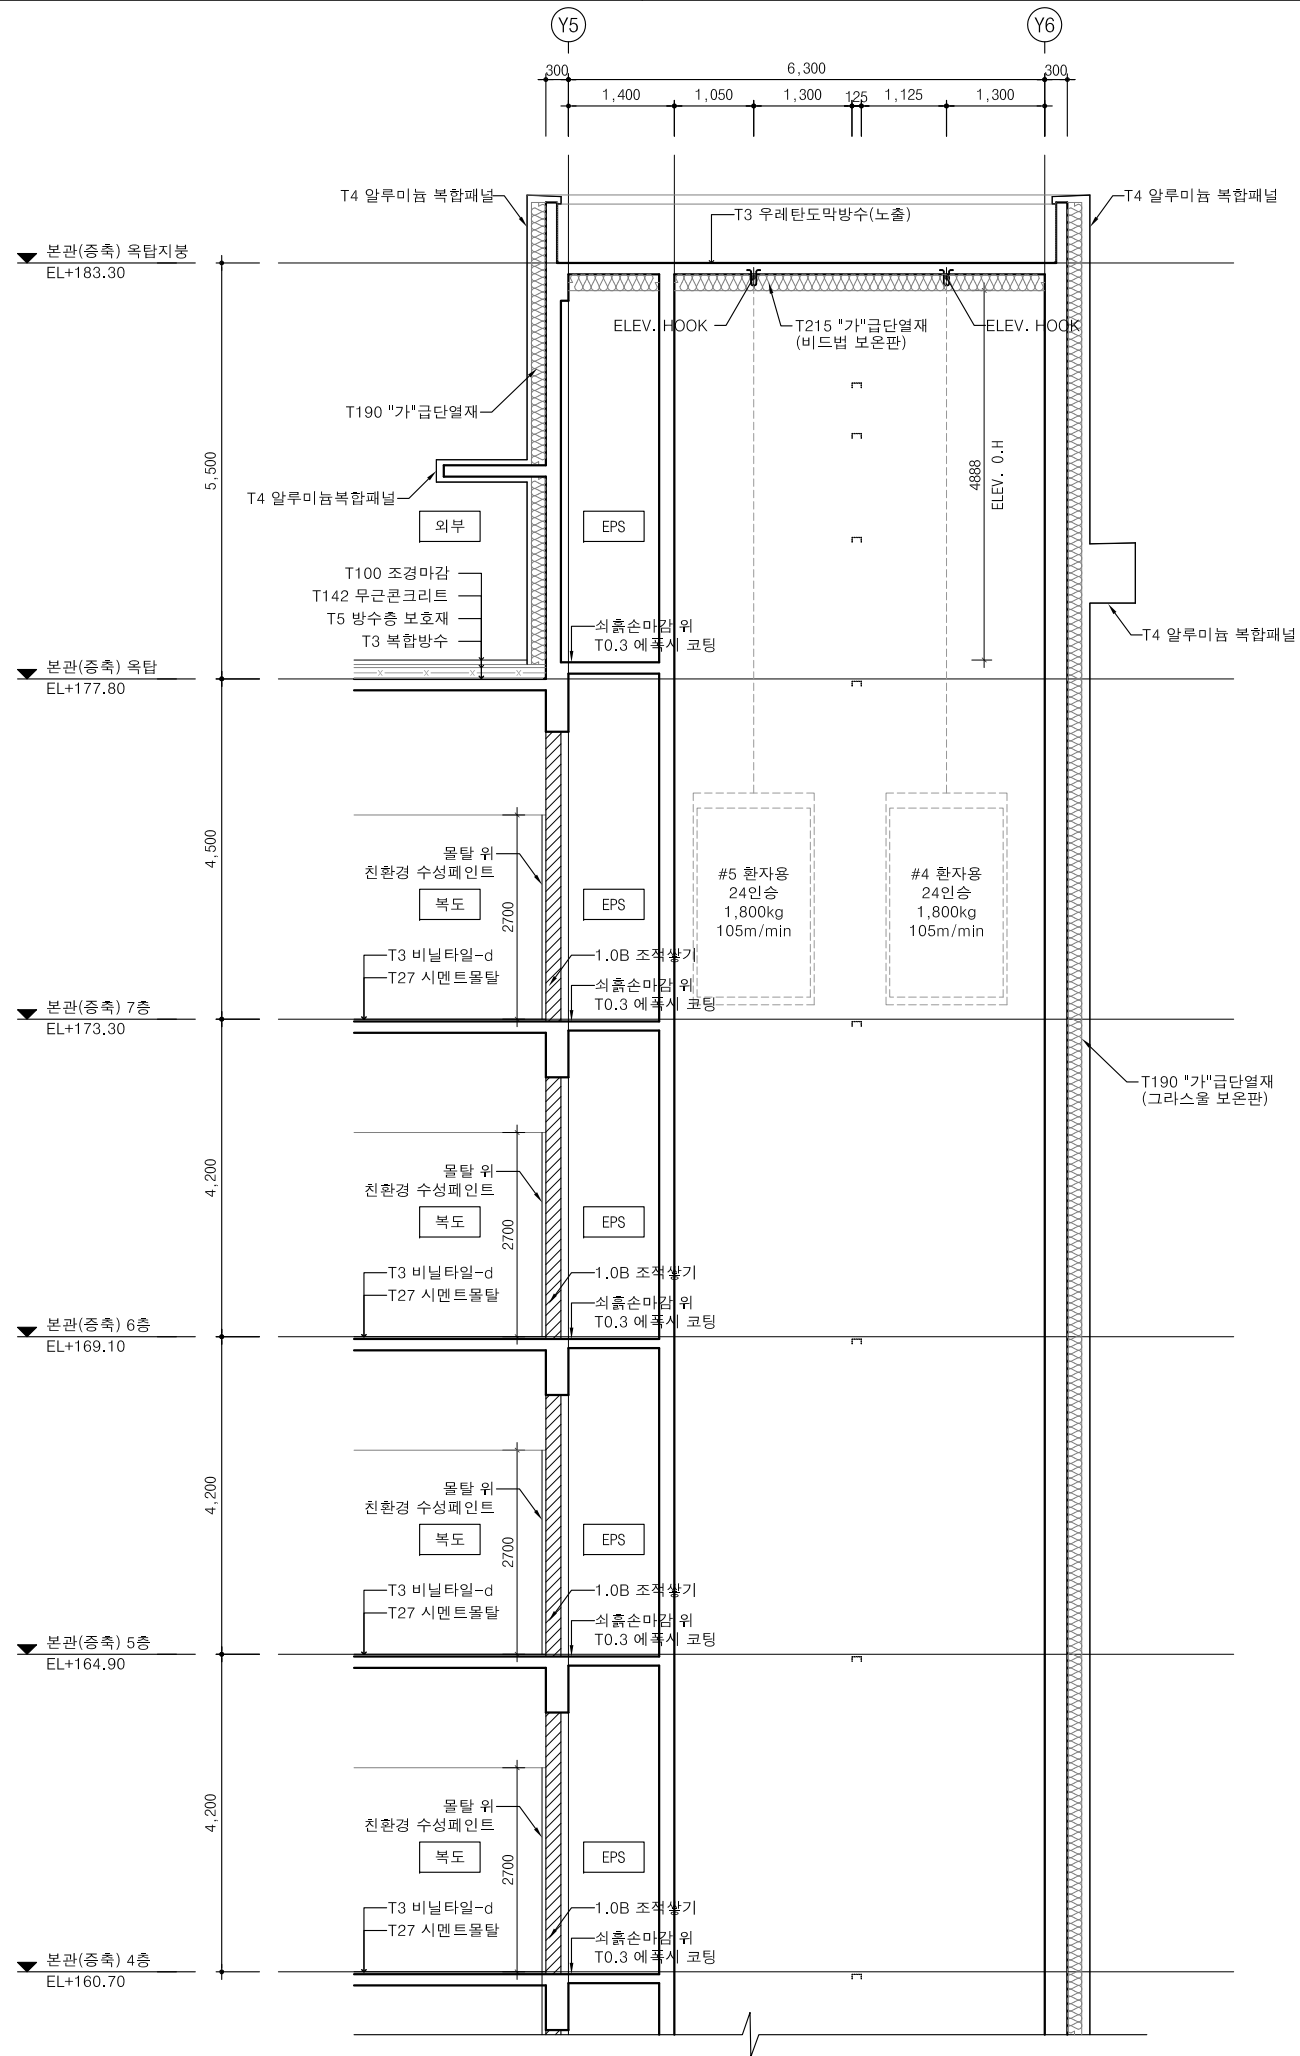 Y5
Y6
300
6,300
300
1,400
1,050
1,300
125
1,125
1,300
T4 알루미늄 복합패널
T4 알루미늄 복합패널
T3 우레탄도막방수(노출)
본관(증축) 옥탑지붕
EL+183.30
ELEV. HOOK
T215 "가"급단열재
(비드법 보온판)
ELEV. HOOK
T190 "가"급단열재
5,500
4888
ELEV. O.H
T4 알루미늄복합패널
외부
EPS
T100 조경마감
T142 무근콘크리트
T5 방수층 보호재
T3 복합방수
쇠흙손마감 위
T0.3 에폭시 코팅
T4 알루미늄 복합패널
본관(증축) 옥탑
EL+177.80
4,500
몰탈 위
친환경 수성페인트
복도
2700
EPS
#5 환자용
24인승
1,800kg
105m/min
#4 환자용
24인승
1,800kg
105m/min
T3 비닐타일-d
T27 시멘트몰탈
1.0B 조적쌓기
쇠흙손마감 위
T0.3 에폭시 코팅
본관(증축) 7층
EL+173.30
T190 "가"급단열재
(그라스울 보온판)
4,200
몰탈 위
친환경 수성페인트
복도
2700
EPS
T3 비닐타일-d
T27 시멘트몰탈
1.0B 조적쌓기
쇠흙손마감 위
T0.3 에폭시 코팅
본관(증축) 6층
EL+169.10
4,200
몰탈 위
친환경 수성페인트
복도
2700
EPS
T3 비닐타일-d
T27 시멘트몰탈
1.0B 조적쌓기
쇠흙손마감 위
T0.3 에폭시 코팅
본관(증축) 5층
EL+164.90
4,200
몰탈 위
친환경 수성페인트
복도
2700
EPS
T3 비닐타일-d
T27 시멘트몰탈
1.0B 조적쌓기
쇠흙손마감 위
T0.3 에폭시 코팅
본관(증축) 4층
EL+160.70